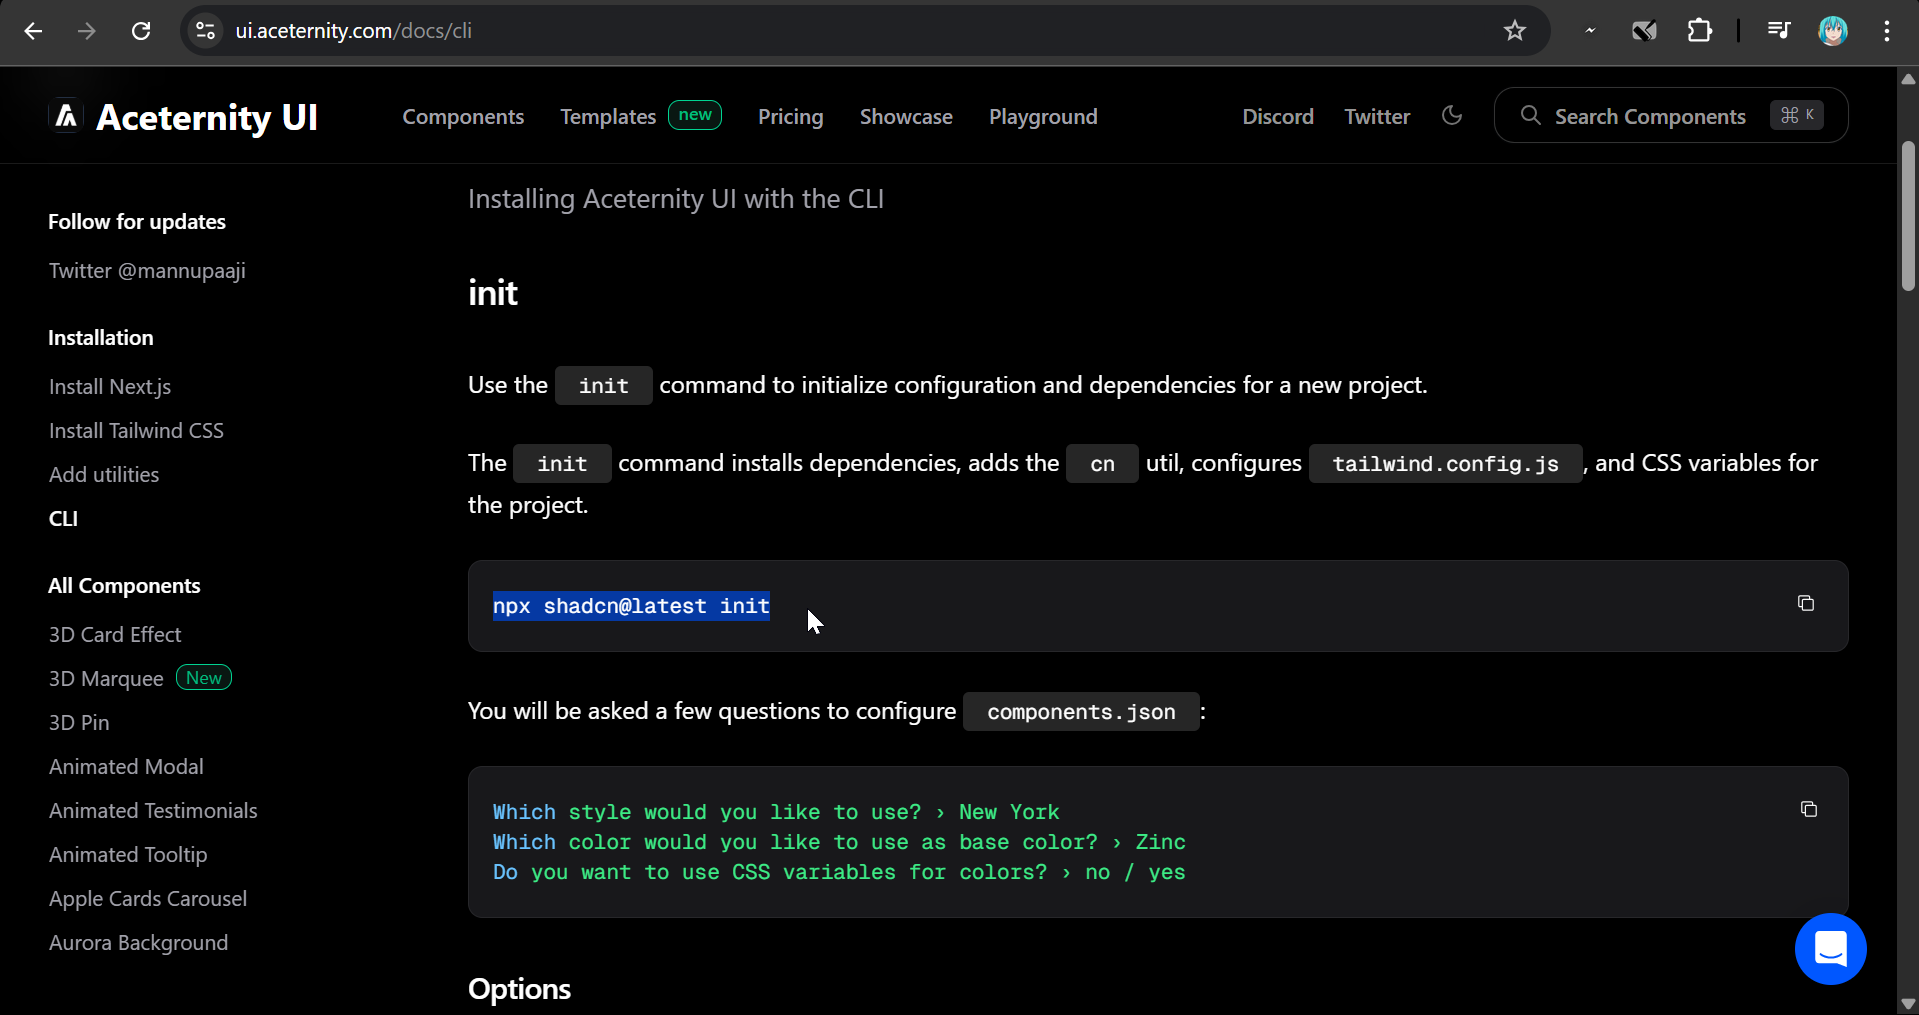 ui.aceternity.com/docs/cli
Aceternity UI
Components
Templates new
Pricing
Showcase
Playground
Discord
Twitter
Search Components ⌘ K
Follow for updates
Twitter @mannupaaji
Installation
Install Next.js
Install Tailwind CSS
Add utilities
CLI
All Components
3D Card Effect
3D Marquee New
3D Pin
Animated Modal
Animated Testimonials
Animated Tooltip
Apple Cards Carousel
Aurora Background
Installing Aceternity UI with the CLI
init
Use the init command to initialize configuration and dependencies for a new project.
The init command installs dependencies, adds the cn util, configures tailwind.config.js , and CSS variables for
the project.
npx shadcn@latest init
You will be asked a few questions to configure components.json :
Which style would you like to use? › New York
Which color would you like to use as base color? › Zinc
Do you want to use CSS variables for colors? › no / yes
Options